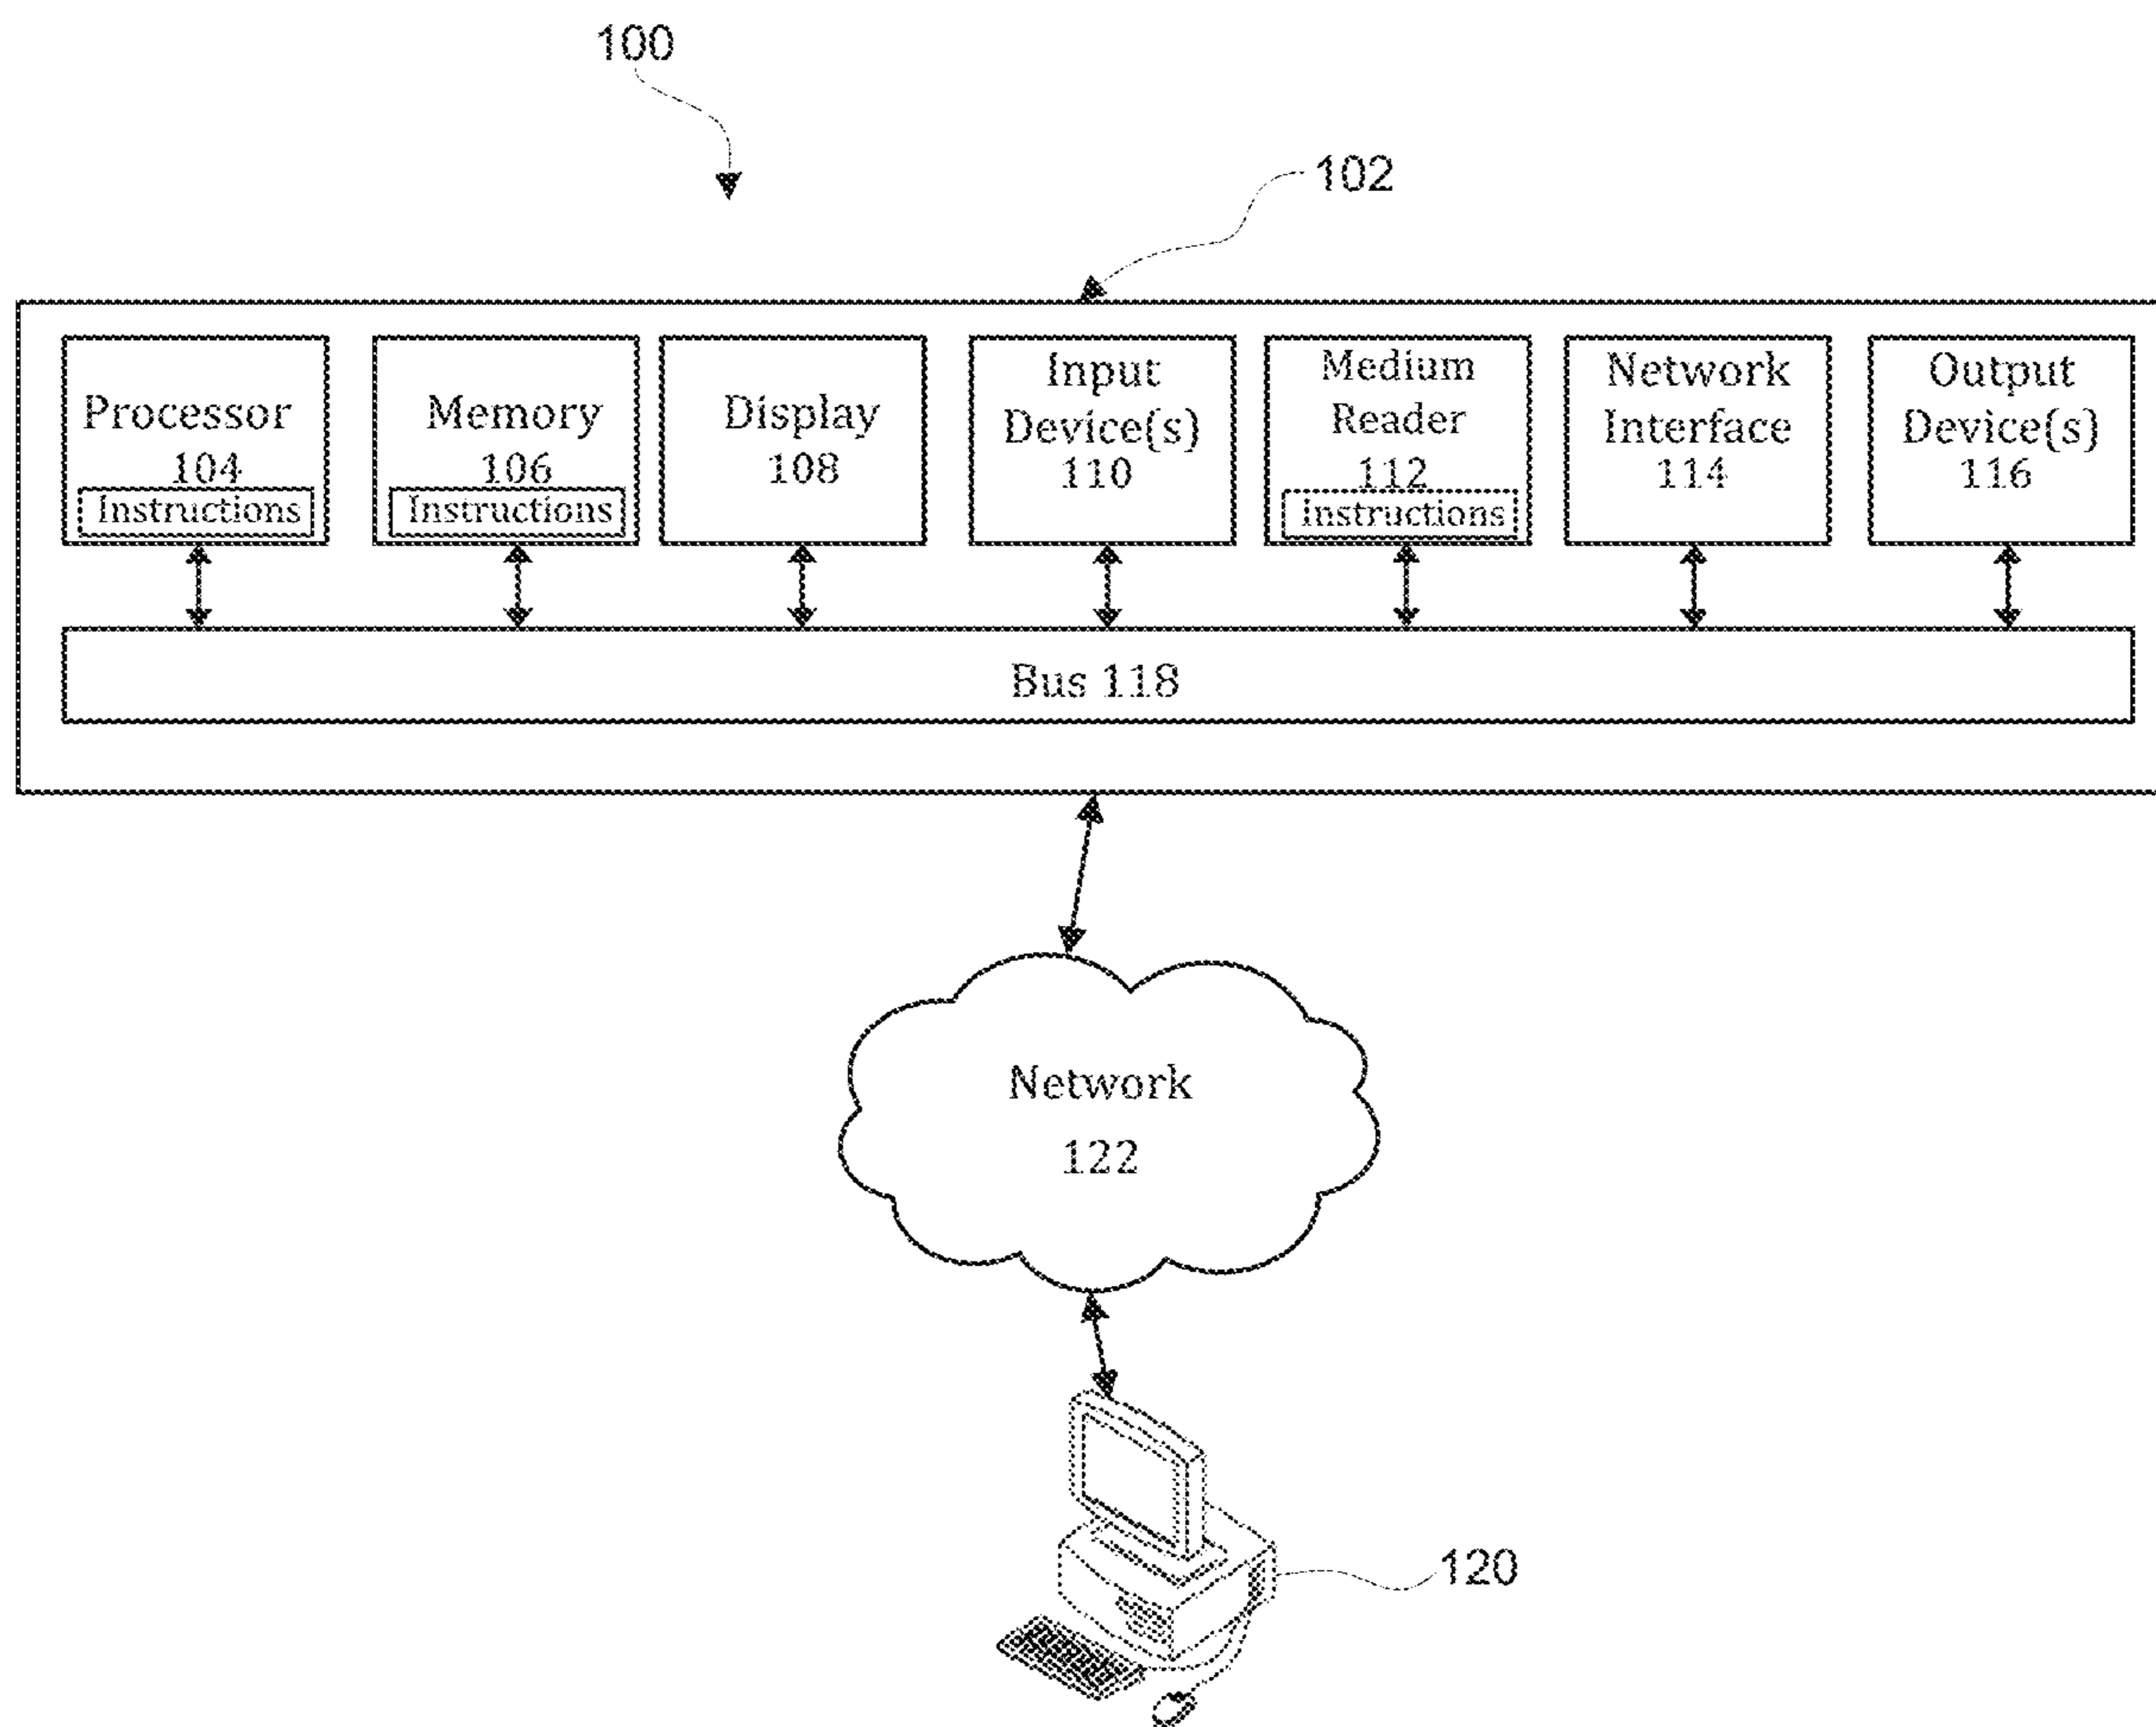 100
102
Processor
104
Instructions
Memory
106
Instructions
Display
108
Input
Device(s)
110
Medium
Reader
112
Instructions
Network
Interface
114
Output
Device(s)
116
Bus 118
Network
122
120